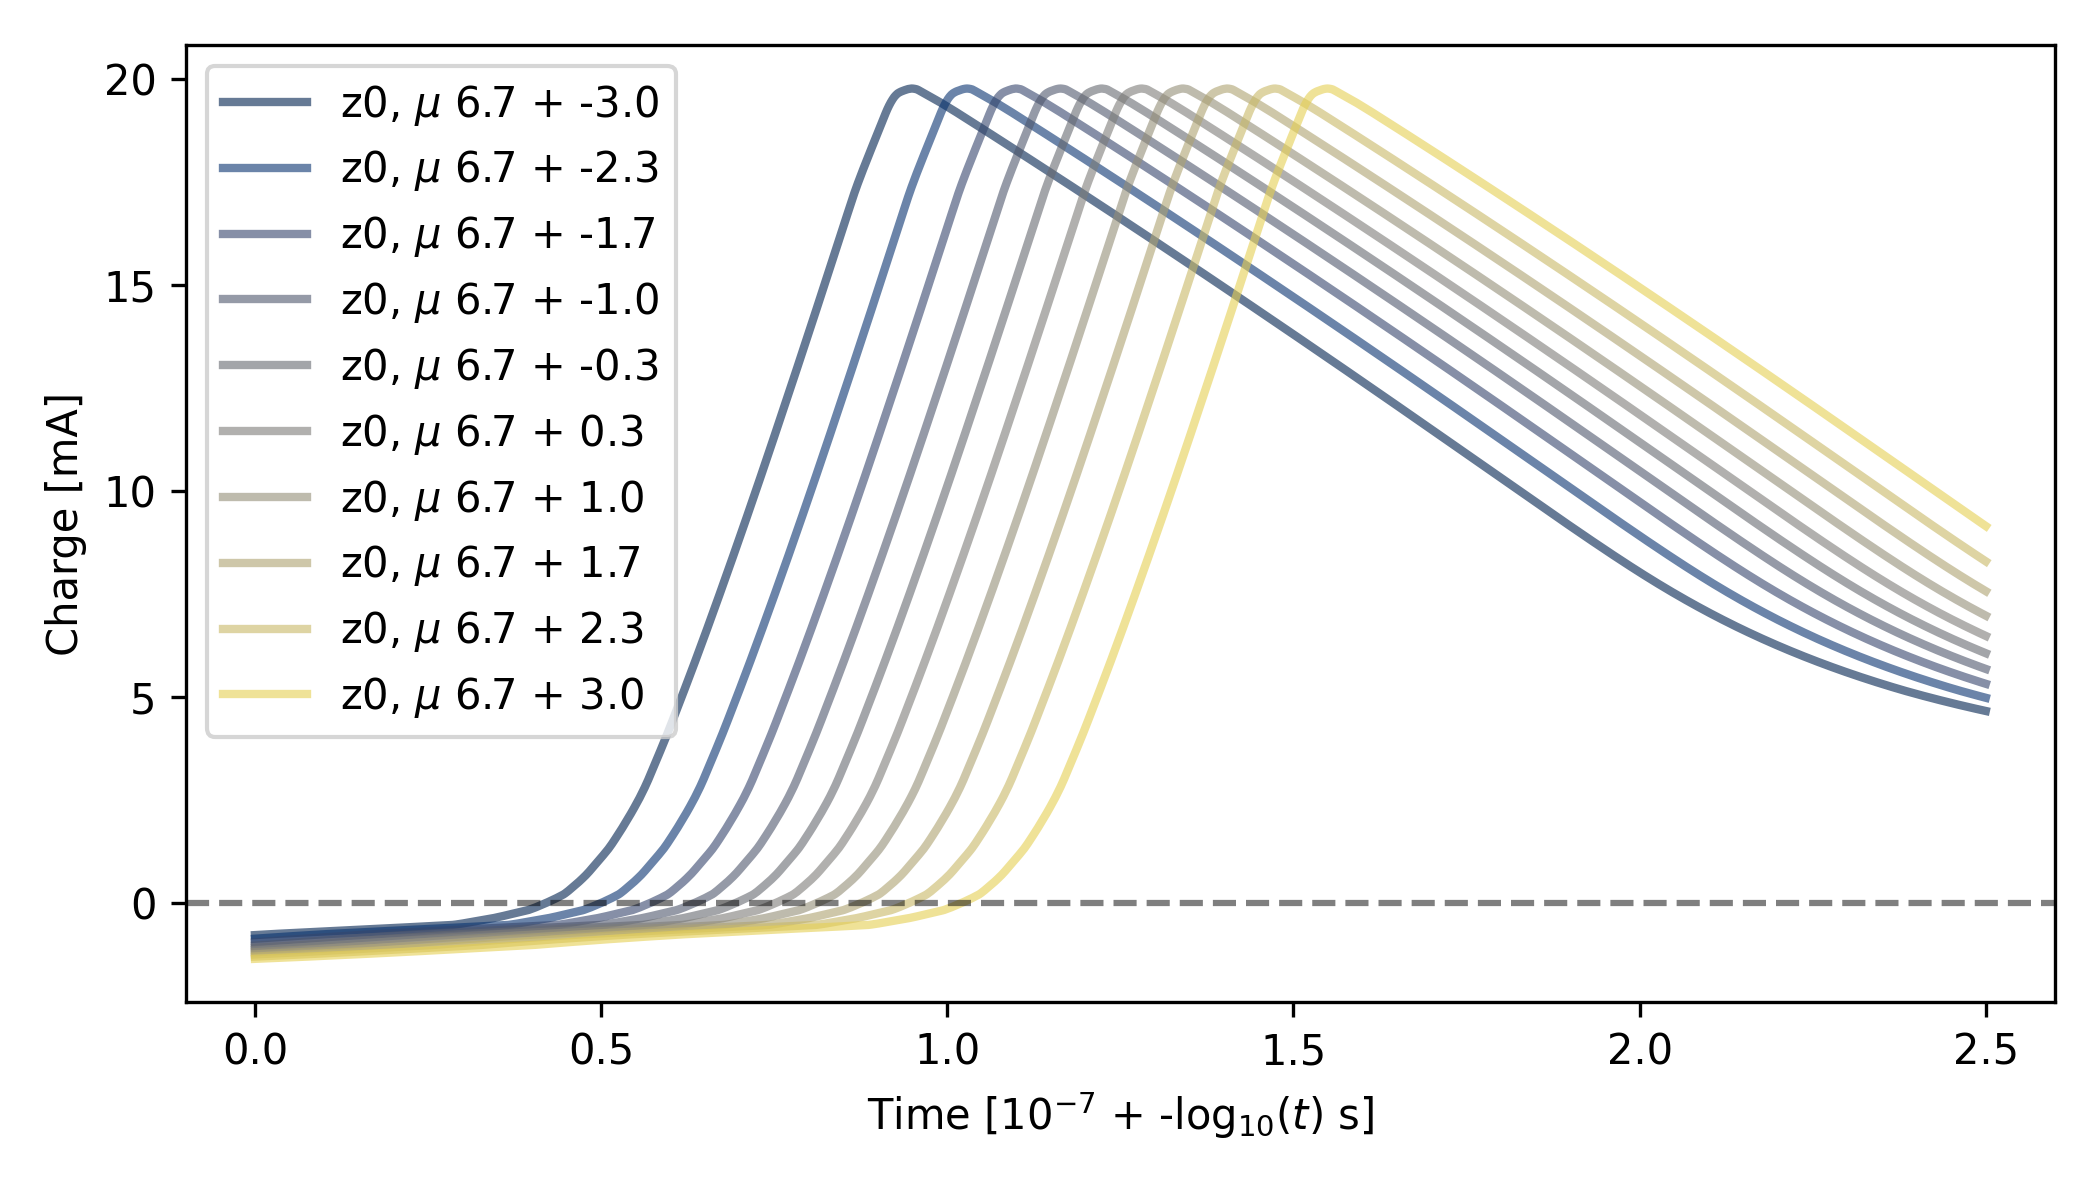 20
15
10
5
0
Charge [mA]
z0, μ 6.7 + -3.0
z0, μ 6.7 + -2.3
z0, μ 6.7 + -1.7
z0, μ 6.7 + -1.0
z0, μ 6.7 + -0.3
z0, μ 6.7 + 0.3
z0, μ 6.7 + 1.0
z0, μ 6.7 + 1.7
z0, μ 6.7 + 2.3
z0, μ 6.7 + 3.0
0.0 0.5 1.0 1.5 2.0 2.5
Time [10⁻⁷ + -log₁₀(t) s]